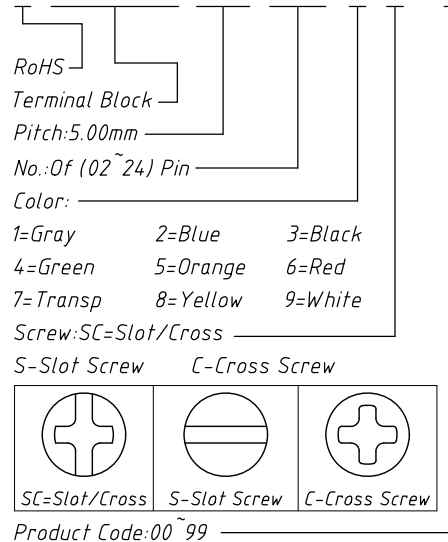 RoHS
Terminal Block
Pitch:5.00mm
No.:Of (02~24) Pin
Color:
1=Gray 2=Blue 3=Black
4=Green 5=Orange 6=Red
7=Transp 8=Yellow 9=White
Screw:SC=Slot/Cross
S-Slot Screw C-Cross Screw
SC=Slot/Cross S-Slot Screw C-Cross Screw
Product Code:00~99